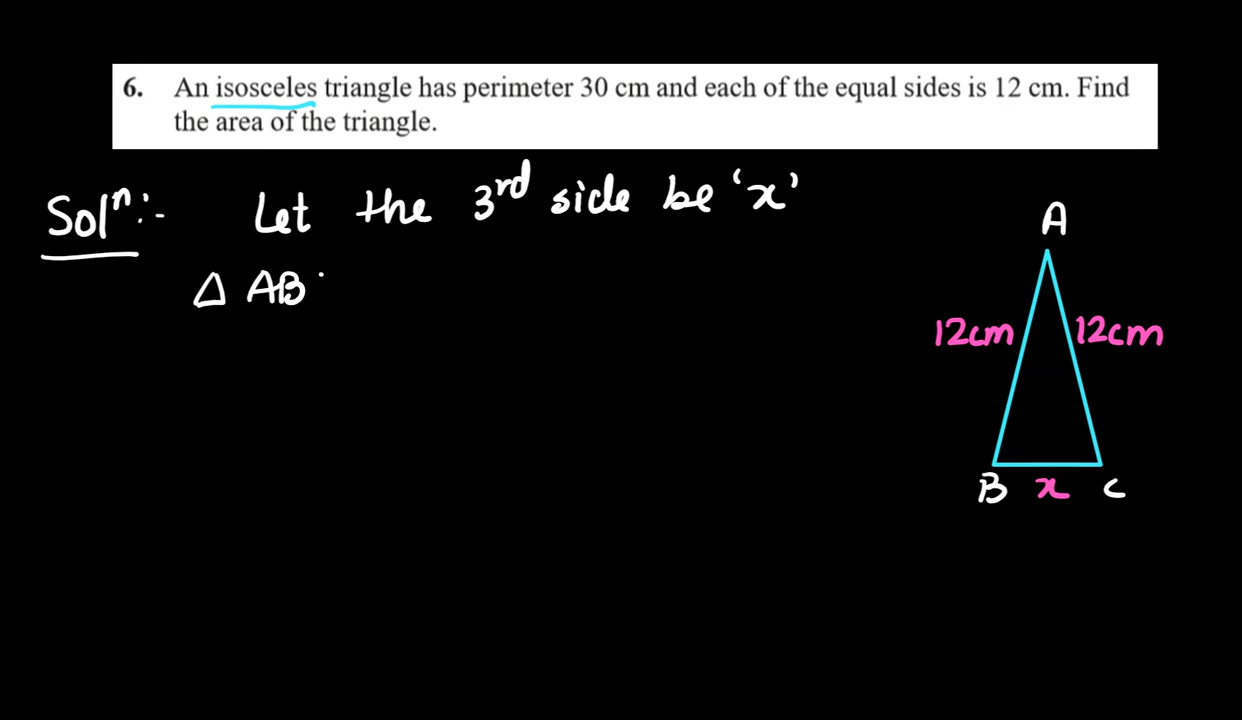 6. An isosceles triangle has perimeter 30 cm and each of the equal sides is 12 cm. Find
the area of the triangle.
Solⁿ:- Let the 3rd side be 'x'
△ AB
A
12cm 12cm
B x C